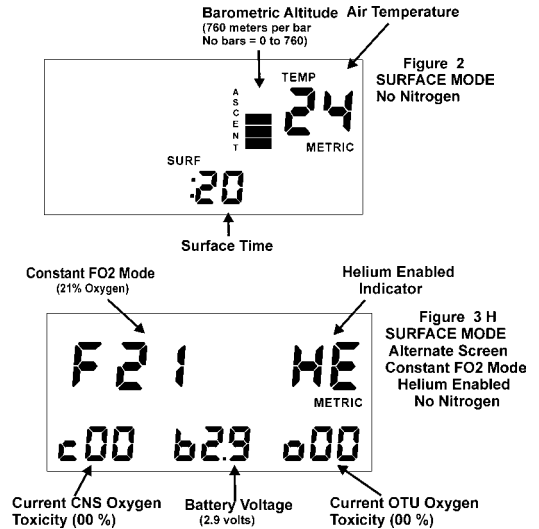 Barometric Altitude
(760 meters per bar
No bars = 0 to 760)
Air Temperature
Figure 2
SURFACE MODE
No Nitrogen
TEMP
ASCENT
24
METRIC
SURF
:20
Surface Time
Constant FO2 Mode
(21% Oxygen)
Helium Enabled
Indicator
Figure 3 H
SURFACE MODE
Alternate Screen
Constant FO2 Mode
Helium Enabled
No Nitrogen
F21
HE
METRIC
c00
b2.9
o00
Current CNS Oxygen
Toxicity (00 %)
Battery Voltage
(2.9 volts)
Current OTU Oxygen
Toxicity (00 %)